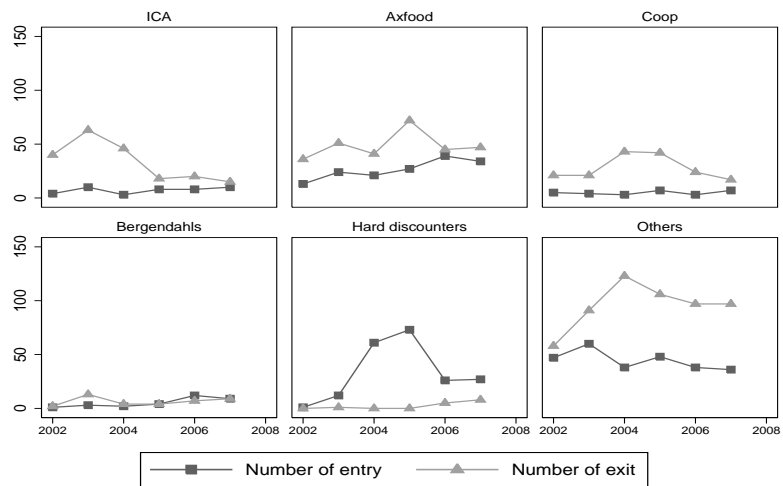 ICA Axfood Coop
150
100
50
0
Bergendahls Hard discounters Others
150
100
50
0
2002 2004 2006 2008 2002 2004 2006 2008 2002 2004 2006 2008
Number of entry Number of exit